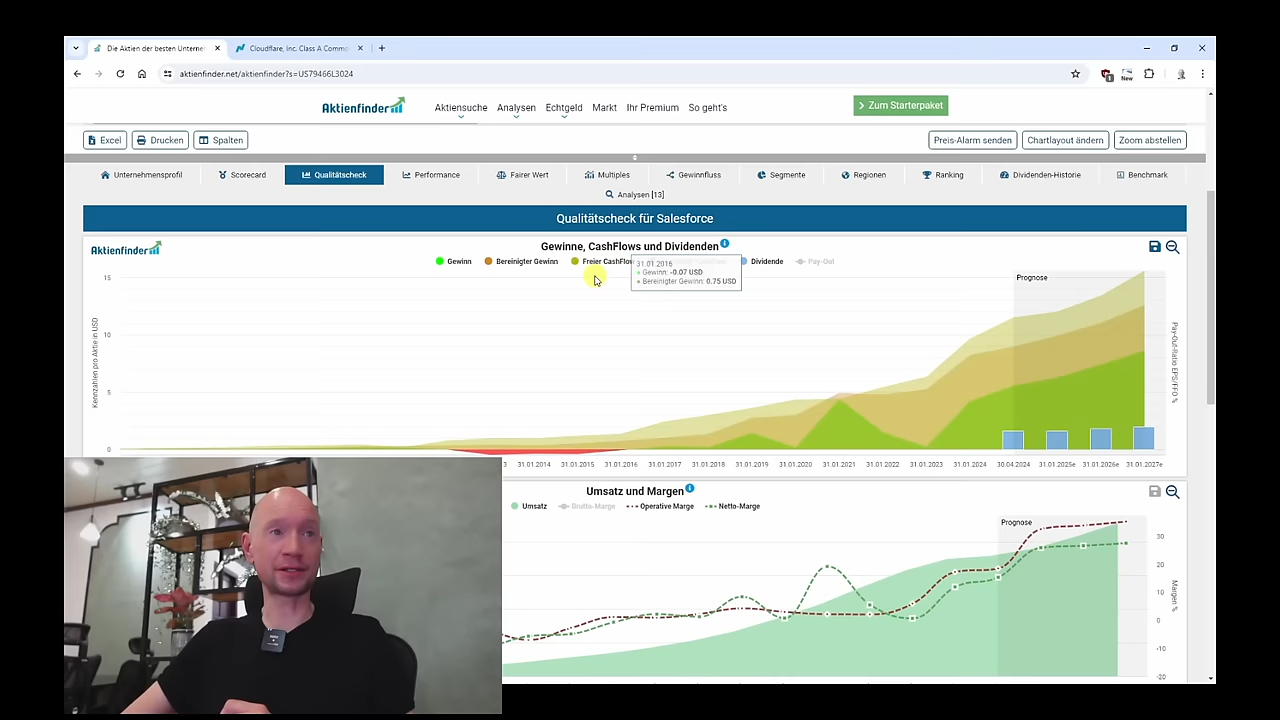 Die Aktien der besten Unterne
Cloudflare, Inc. Class A Commo
aktienfinder.net/aktienfinder?s=US79466L3024
New
Aktienfinder
Aktiensuche Analysen Echtgeld Markt Ihr Premium So geht's
Zum Starterpaket
Excel Drucken Spalten
Preis-Alarm senden Chartlayout ändern Zoom abstellen
Unternehmensprofil Scorecard Qualitätscheck Performance Fairer Wert Multiples Gewinnfluss Segmente Regionen Ranking Dividenden-Historie Benchmark
Analysen [13]
Qualitätscheck für Salesforce
Aktienfinder
Gewinne, CashFlows und Dividenden
Gewinn Bereinigter Gewinn Freier CashFlow Dividende Pay-Out
31.01.2016
Gewinn: -0.07 USD
Bereinigter Gewinn: 0.75 USD
Prognose
15
10
5
0
Kennzahlen pro Aktie in USD
Pay-Out-Ratio EPS/FFO %
3 31.01.2014 31.01.2015 31.01.2016 31.01.2017 31.01.2018 31.01.2019 31.01.2020 31.01.2021 31.01.2022 31.01.2023 31.01.2024 30.04.2024 31.01.2025e 31.01.2026e 31.01.2027e
Umsatz und Margen
Umsatz Brutto-Marge Operative Marge Netto-Marge
Prognose
30
20
10
0
-10
-20
Margen %